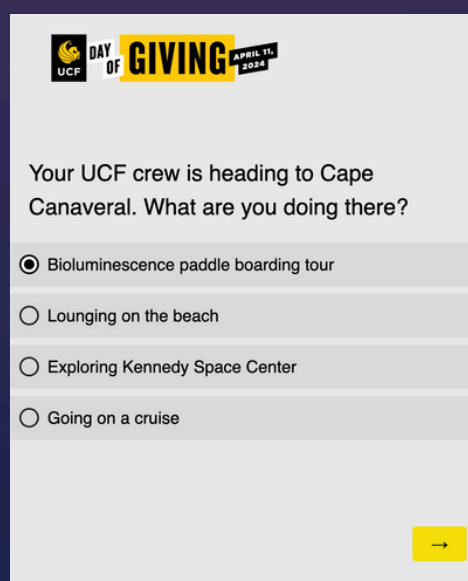 UCF
DAY
OF
GIVING
APRIL 11,
2024
Your UCF crew is heading to Cape
Canaveral. What are you doing there?
Bioluminescence paddle boarding tour
Lounging on the beach
Exploring Kennedy Space Center
Going on a cruise
→